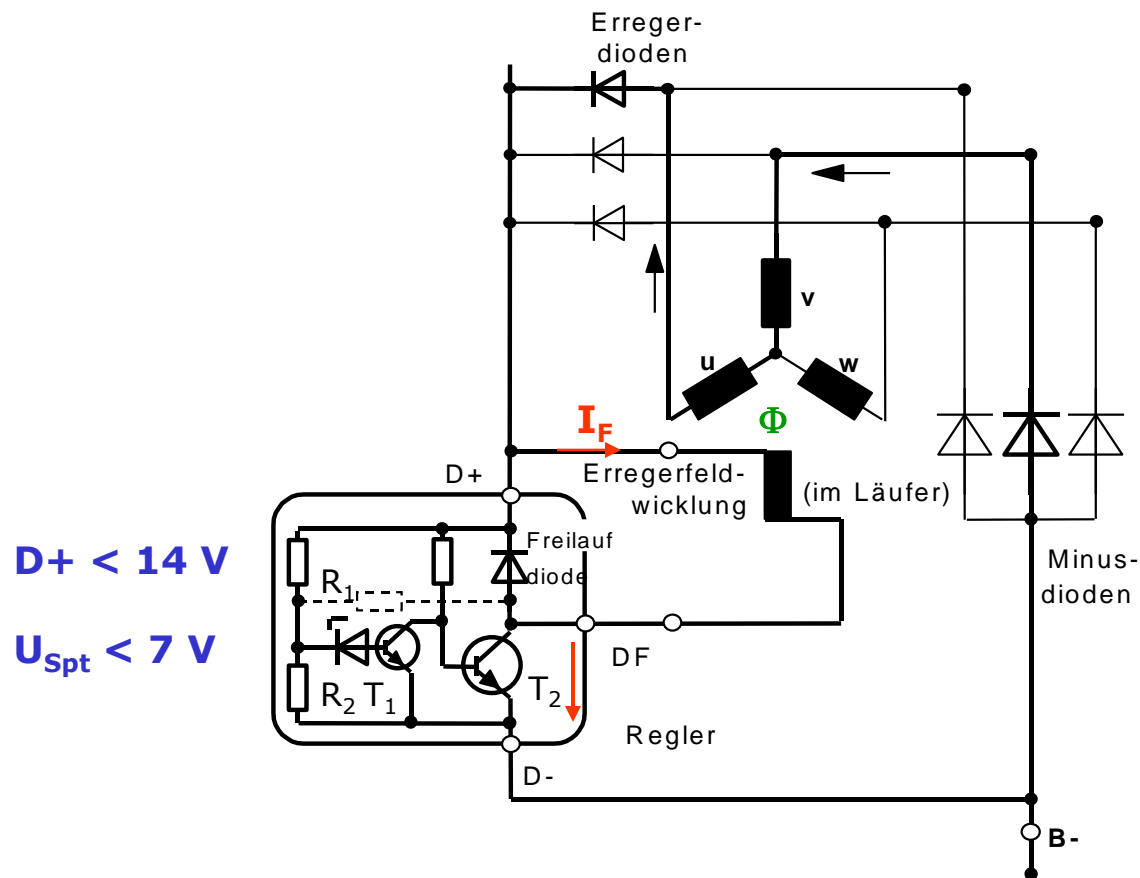 Erreger-
dioden
v
u
w
Φ
I_F
D+
Erregerfeld-
wicklung
(im Läufer)
D+ < 14 V
Freilauf
diode
Minus-
dioden
R₁
U_Spt < 7 V
DF
R₂ T₁
T₂
Regler
D-
B-